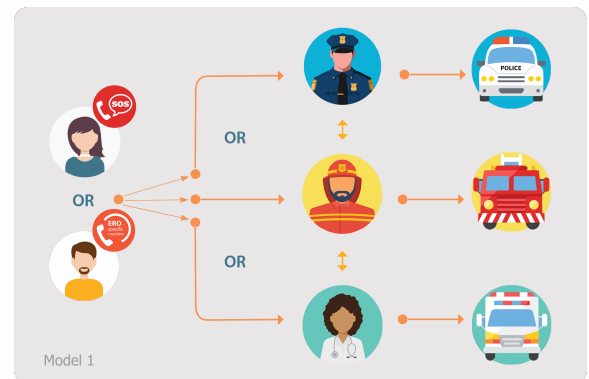 SOS
OR
ERO -
specific
number
OR
OR
POLICE
Model 1